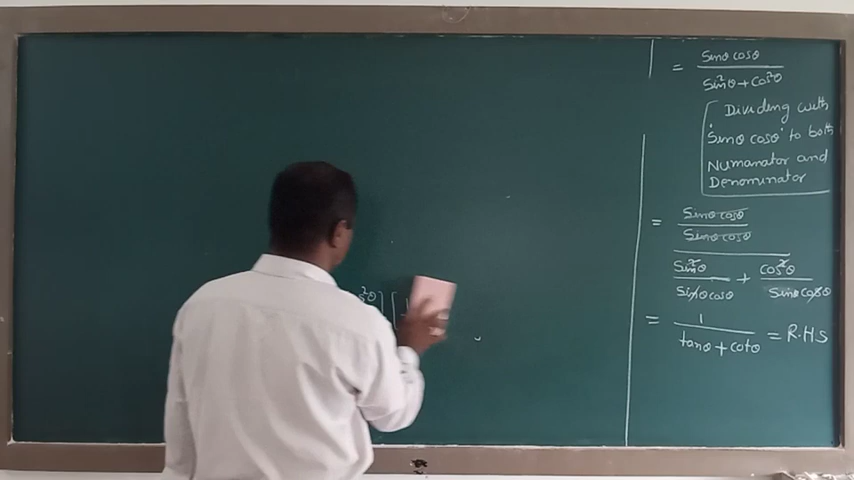 = sinθ cosθ / sin²θ + cos²θ
Dividing with
'sinθ cosθ' to both
Numanator and
Denominator
= sinθ cosθ / sinθ cosθ
sin²θ / sinθ cosθ + cos²θ / sinθ cosθ
= 1 / tanθ + cotθ = R.H.S